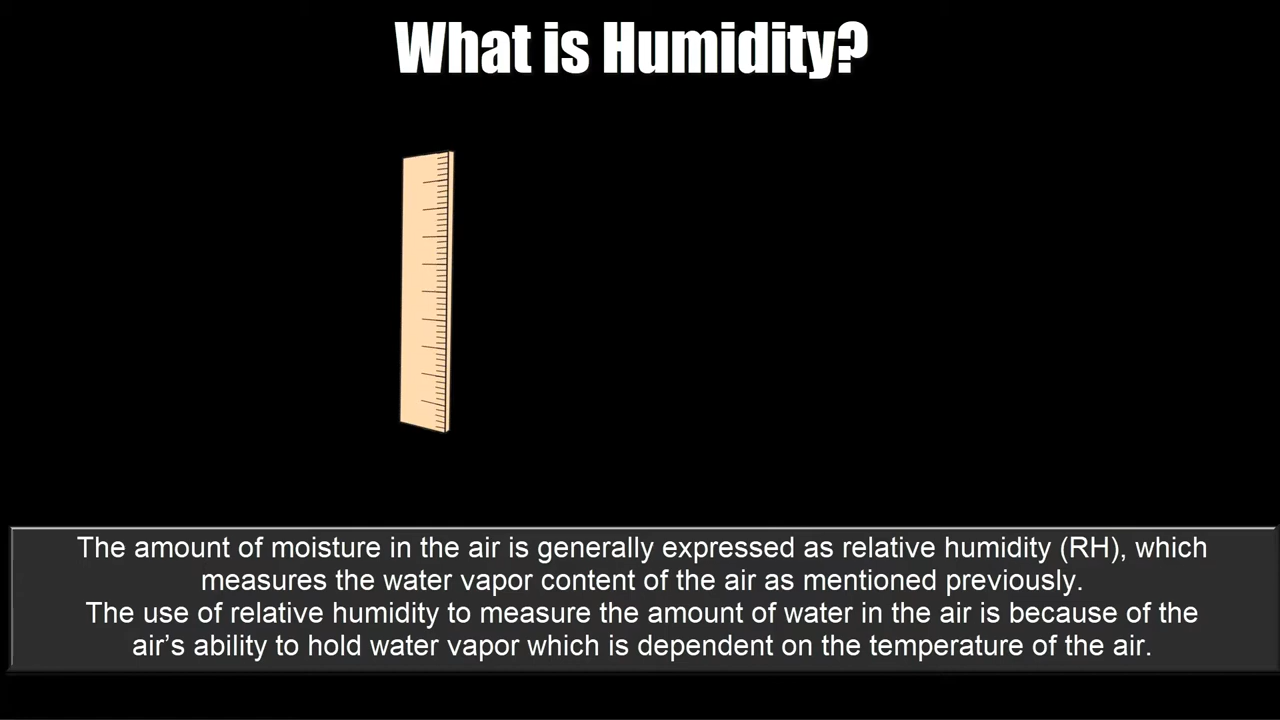 What is Humidity?
The amount of moisture in the air is generally expressed as relative humidity (RH), which
measures the water vapor content of the air as mentioned previously.
The use of relative humidity to measure the amount of water in the air is because of the
air’s ability to hold water vapor which is dependent on the temperature of the air.